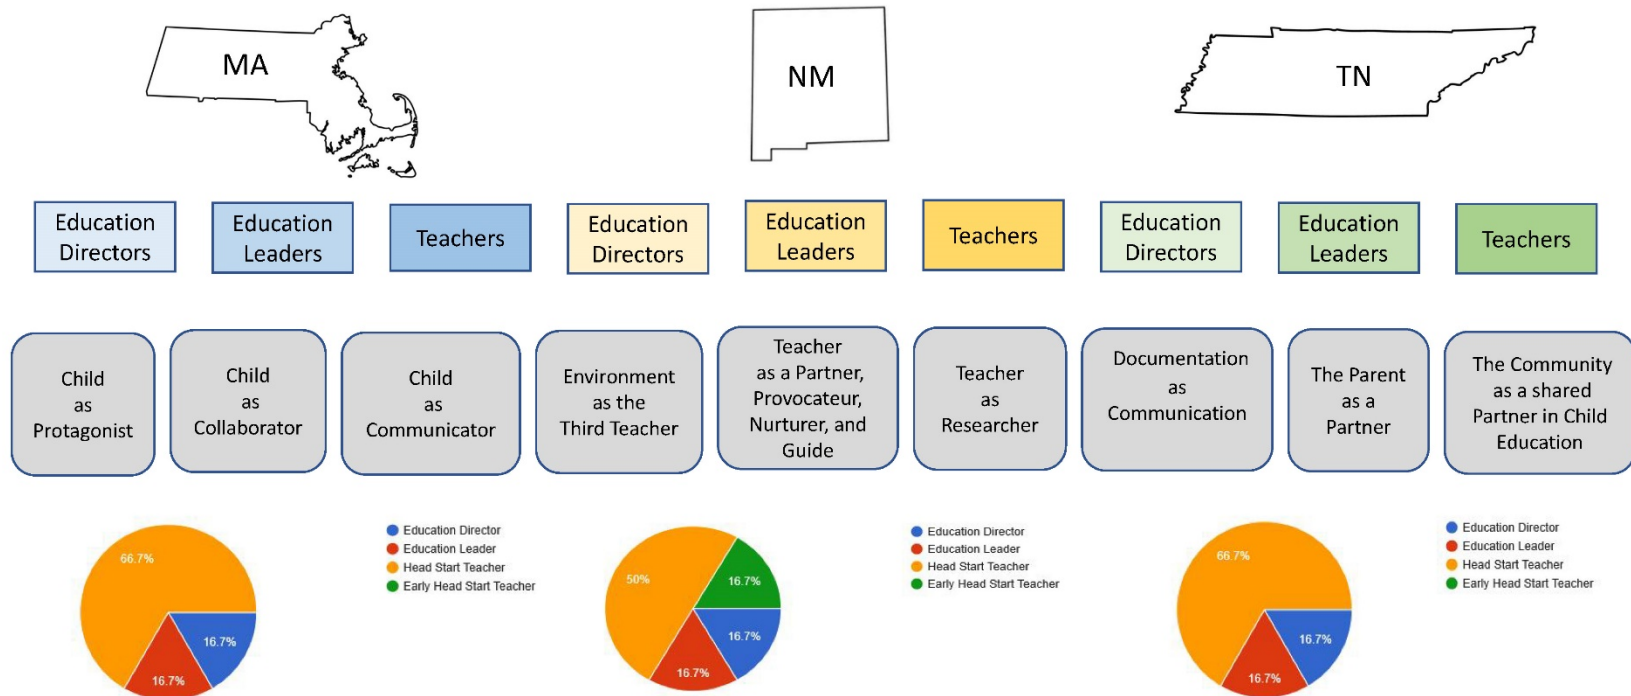 MA
NM
TN
Education
Directors
Education
Leaders
Teachers
Education
Directors
Education
Leaders
Teachers
Education
Directors
Education
Leaders
Teachers
Child
as
Protagonist
Child
as
Collaborator
Child
as
Communicator
Environment
as the
Third Teacher
Teacher
as a Partner,
Provocateur,
Nurturer, and
Guide
Teacher
as
Researcher
Documentation
as
Communication
The Parent
as a
Partner
The Community
as a shared
Partner in Child
Education
66.7%
16.7%
16.7%
Education Director
Education Leader
Head Start Teacher
Early Head Start Teacher
50%
16.7%
16.7%
16.7%
Education Director
Education Leader
Head Start Teacher
Early Head Start Teacher
66.7%
16.7%
16.7%
Education Director
Education Leader
Head Start Teacher
Early Head Start Teacher